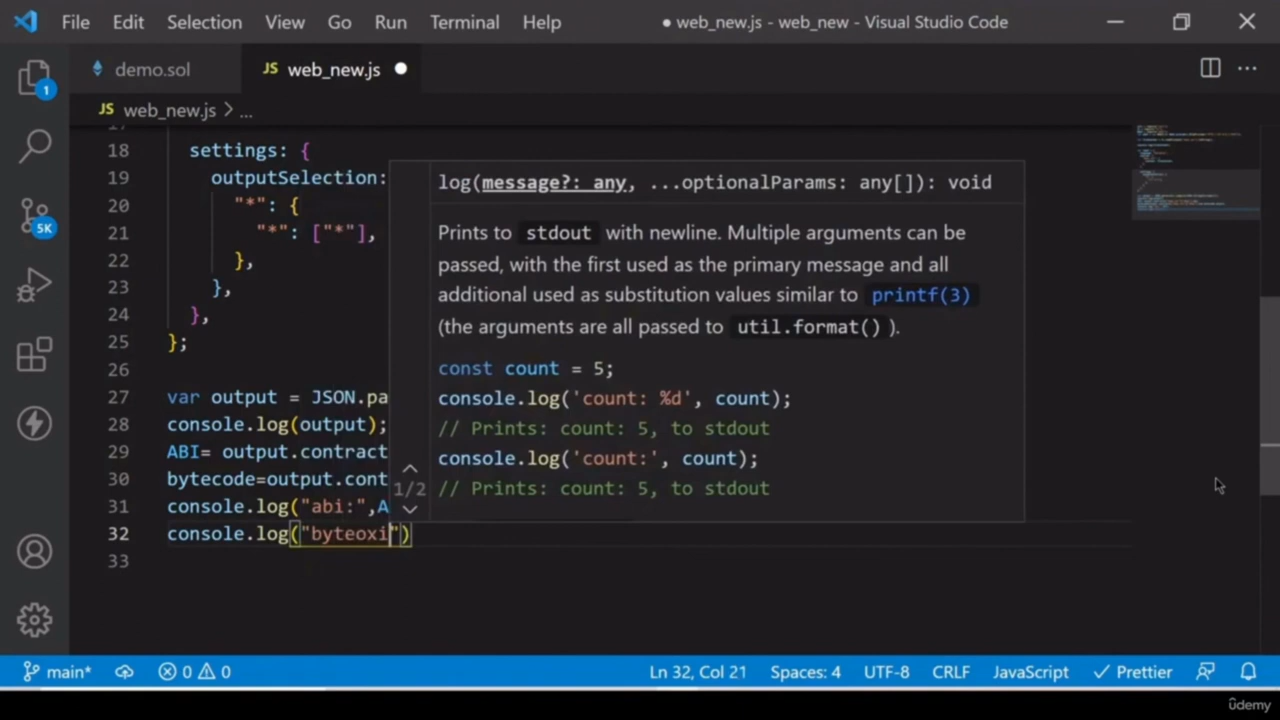 File Edit Selection View Go Run Terminal Help ● web_new.js - web_new - Visual Studio Code
demo.sol JS web_new.js
JS web_new.js > ...
1
5K
18 settings: {
19 outputSelection:
20 "*": {
21 "*": ["*"],
22 },
23 },
24 },
25 };
26
27 var output = JSON.pa
28 console.log(output);
29 ABI= output.contract
30 bytecode=output.cont
31 console.log("abi:",A
32 console.log("byteoxi")
33
log(message?: any, ...optionalParams: any[]): void
Prints to stdout with newline. Multiple arguments can be
passed, with the first used as the primary message and all
additional used as substitution values similar to printf(3)
(the arguments are all passed to util.format() ).
const count = 5;
console.log('count: %d', count);
// Prints: count: 5, to stdout
console.log('count:', count);
1/2
// Prints: count: 5, to stdout
main* 0 0 Ln 32, Col 21 Spaces: 4 UTF-8 CRLF JavaScript Prettier
ûdemy